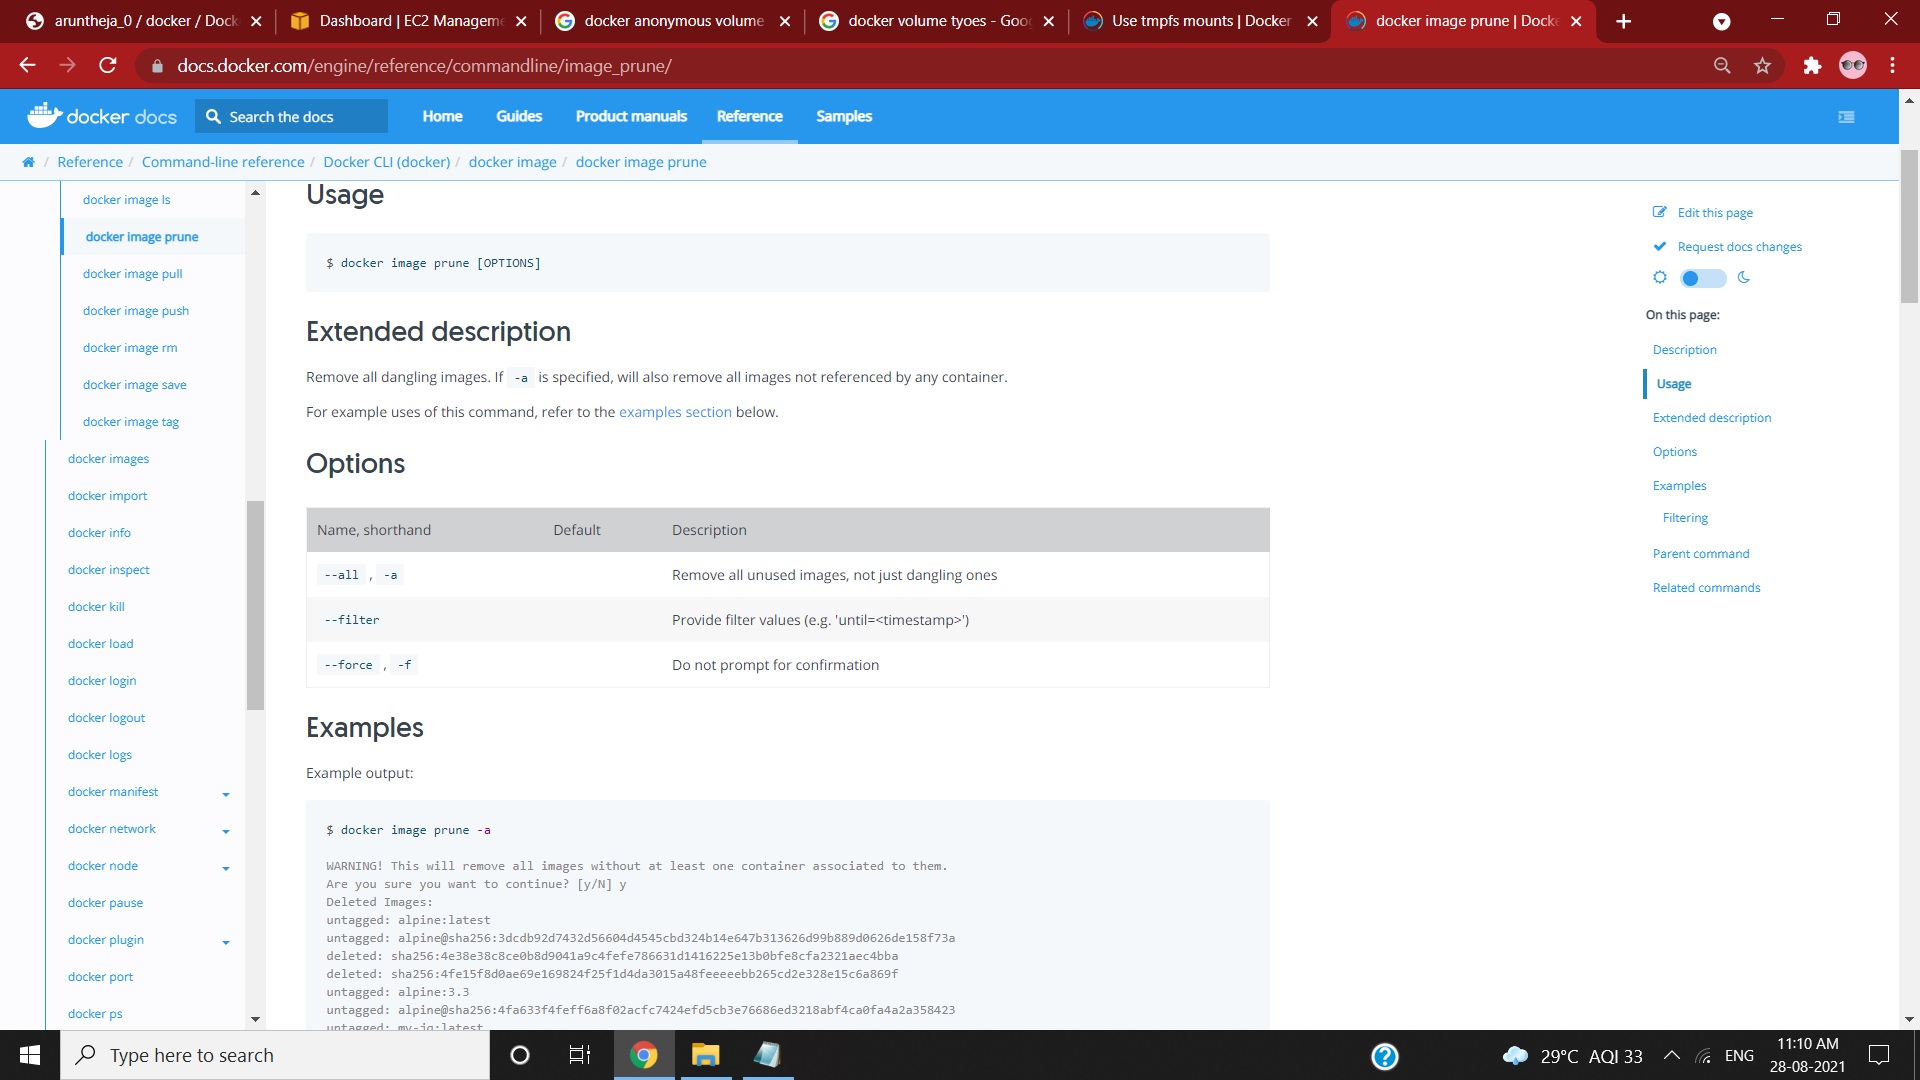 aruntheja_0 / docker / Dock
Dashboard | EC2 Manageme
docker anonymous volume
docker volume tyoes - Goo
Use tmpfs mounts | Docker
docker image prune | Docke
docs.docker.com/engine/reference/commandline/image_prune/
docker docs
Search the docs
Home
Guides
Product manuals
Reference
Samples
/ Reference / Command-line reference / Docker CLI (docker) / docker image / docker image prune
docker image ls
docker image prune
docker image pull
docker image push
docker image rm
docker image save
docker image tag
docker images
docker import
docker info
docker inspect
docker kill
docker load
docker login
docker logout
docker logs
docker manifest
docker network
docker node
docker pause
docker plugin
docker port
docker ps
Usage
$ docker image prune [OPTIONS]
Extended description
Remove all dangling images. If -a is specified, will also remove all images not referenced by any container.
For example uses of this command, refer to the examples section below.
Options
Name, shorthand Default Description
--all , -a Remove all unused images, not just dangling ones
--filter Provide filter values (e.g. 'until=<timestamp>')
--force , -f Do not prompt for confirmation
Examples
Example output:
$ docker image prune -a
WARNING! This will remove all images without at least one container associated to them.
Are you sure you want to continue? [y/N] y
Deleted Images:
untagged: alpine:latest
untagged: alpine@sha256:3dcdb92d7432d56604d4545cbd324b14e647b313626d99b889d0626de158f73a
deleted: sha256:4e38e38c8ce0b8d9041a9c4fefe786631d1416225e13b0bfe8cfa2321aec4bba
deleted: sha256:4fe15f8d0ae69e169824f25f1d4da3015a48feeeeebb265cd2e328e15c6a869f
untagged: alpine:3.3
untagged: alpine@sha256:4fa633f4feff6a8f02acfc7424efd5cb3e76686ed3218abf4ca0fa4a2a358423
untagged: my-jq:latest
Edit this page
Request docs changes
On this page:
Description
Usage
Extended description
Options
Examples
Filtering
Parent command
Related commands
Type here to search
29°C AQI 33
ENG
11:10 AM
28-08-2021